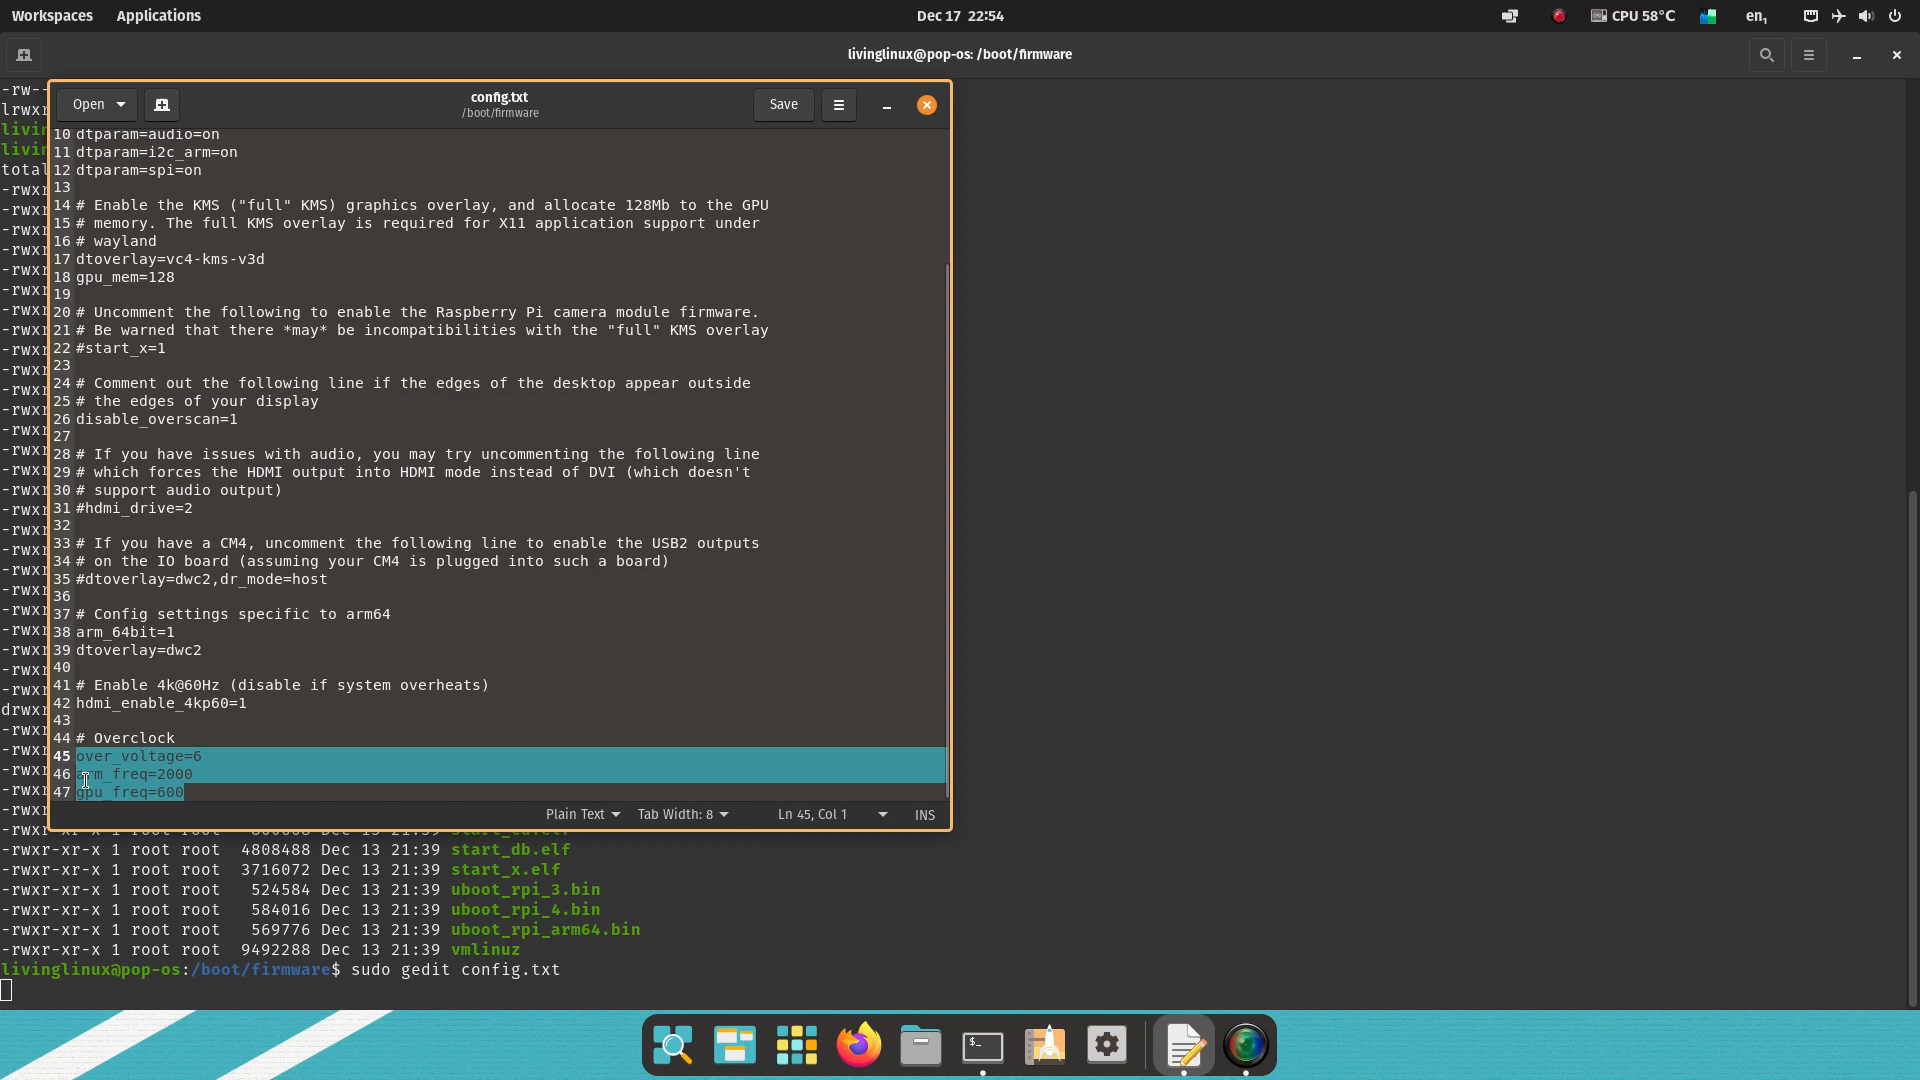 Workspaces Applications Dec 17 22:54 CPU 58°C en₁
livinglinux@pop-os: /boot/firmware
Open config.txt Save
/boot/firmware
10 dtparam=audio=on
11 dtparam=i2c_arm=on
12 dtparam=spi=on
13
14 # Enable the KMS ("full" KMS) graphics overlay, and allocate 128Mb to the GPU
15 # memory. The full KMS overlay is required for X11 application support under
16 # wayland
17 dtoverlay=vc4-kms-v3d
18 gpu_mem=128
19
20 # Uncomment the following to enable the Raspberry Pi camera module firmware.
21 # Be warned that there *may* be incompatibilities with the "full" KMS overlay
22 #start_x=1
23
24 # Comment out the following line if the edges of the desktop appear outside
25 # the edges of your display
26 disable_overscan=1
27
28 # If you have issues with audio, you may try uncommenting the following line
29 # which forces the HDMI output into HDMI mode instead of DVI (which doesn't
30 # support audio output)
31 #hdmi_drive=2
32
33 # If you have a CM4, uncomment the following line to enable the USB2 outputs
34 # on the IO board (assuming your CM4 is plugged into such a board)
35 #dtoverlay=dwc2,dr_mode=host
36
37 # Config settings specific to arm64
38 arm_64bit=1
39 dtoverlay=dwc2
40
41 # Enable 4k@60Hz (disable if system overheats)
42 hdmi_enable_4kp60=1
43
44 # Overclock
45 over_voltage=6
46 arm_freq=2000
47 gpu_freq=600
Plain Text Tab Width: 8 Ln 45, Col 1 INS
-rwxr-xr-x 1 root root 4808488 Dec 13 21:39 start_db.elf
-rwxr-xr-x 1 root root 3716072 Dec 13 21:39 start_x.elf
-rwxr-xr-x 1 root root 524584 Dec 13 21:39 uboot_rpi_3.bin
-rwxr-xr-x 1 root root 584016 Dec 13 21:39 uboot_rpi_4.bin
-rwxr-xr-x 1 root root 569776 Dec 13 21:39 uboot_rpi_arm64.bin
-rwxr-xr-x 1 root root 9492288 Dec 13 21:39 vmlinuz
livinglinux@pop-os:/boot/firmware$ sudo gedit config.txt